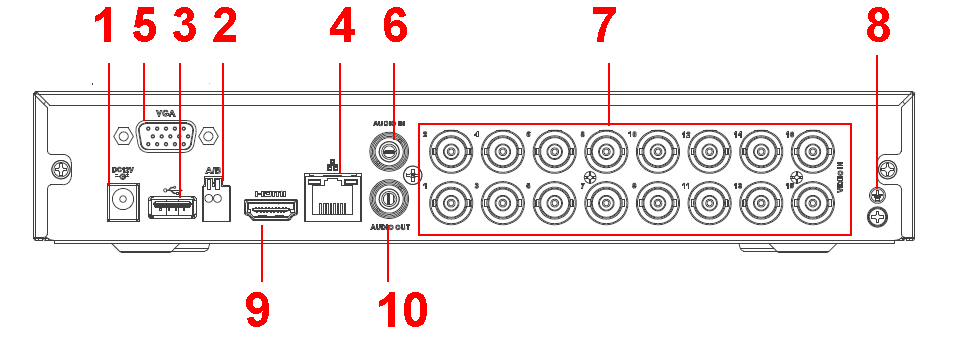 1 5 3 2 4 6 7 8
VGA
AUDIO IN
2 4 6 8 10 12 14 16
DC12V
A/B
HDMI
VIDEO IN
1 3 5 7 9 11 13 15
AUDIO OUT
9 10